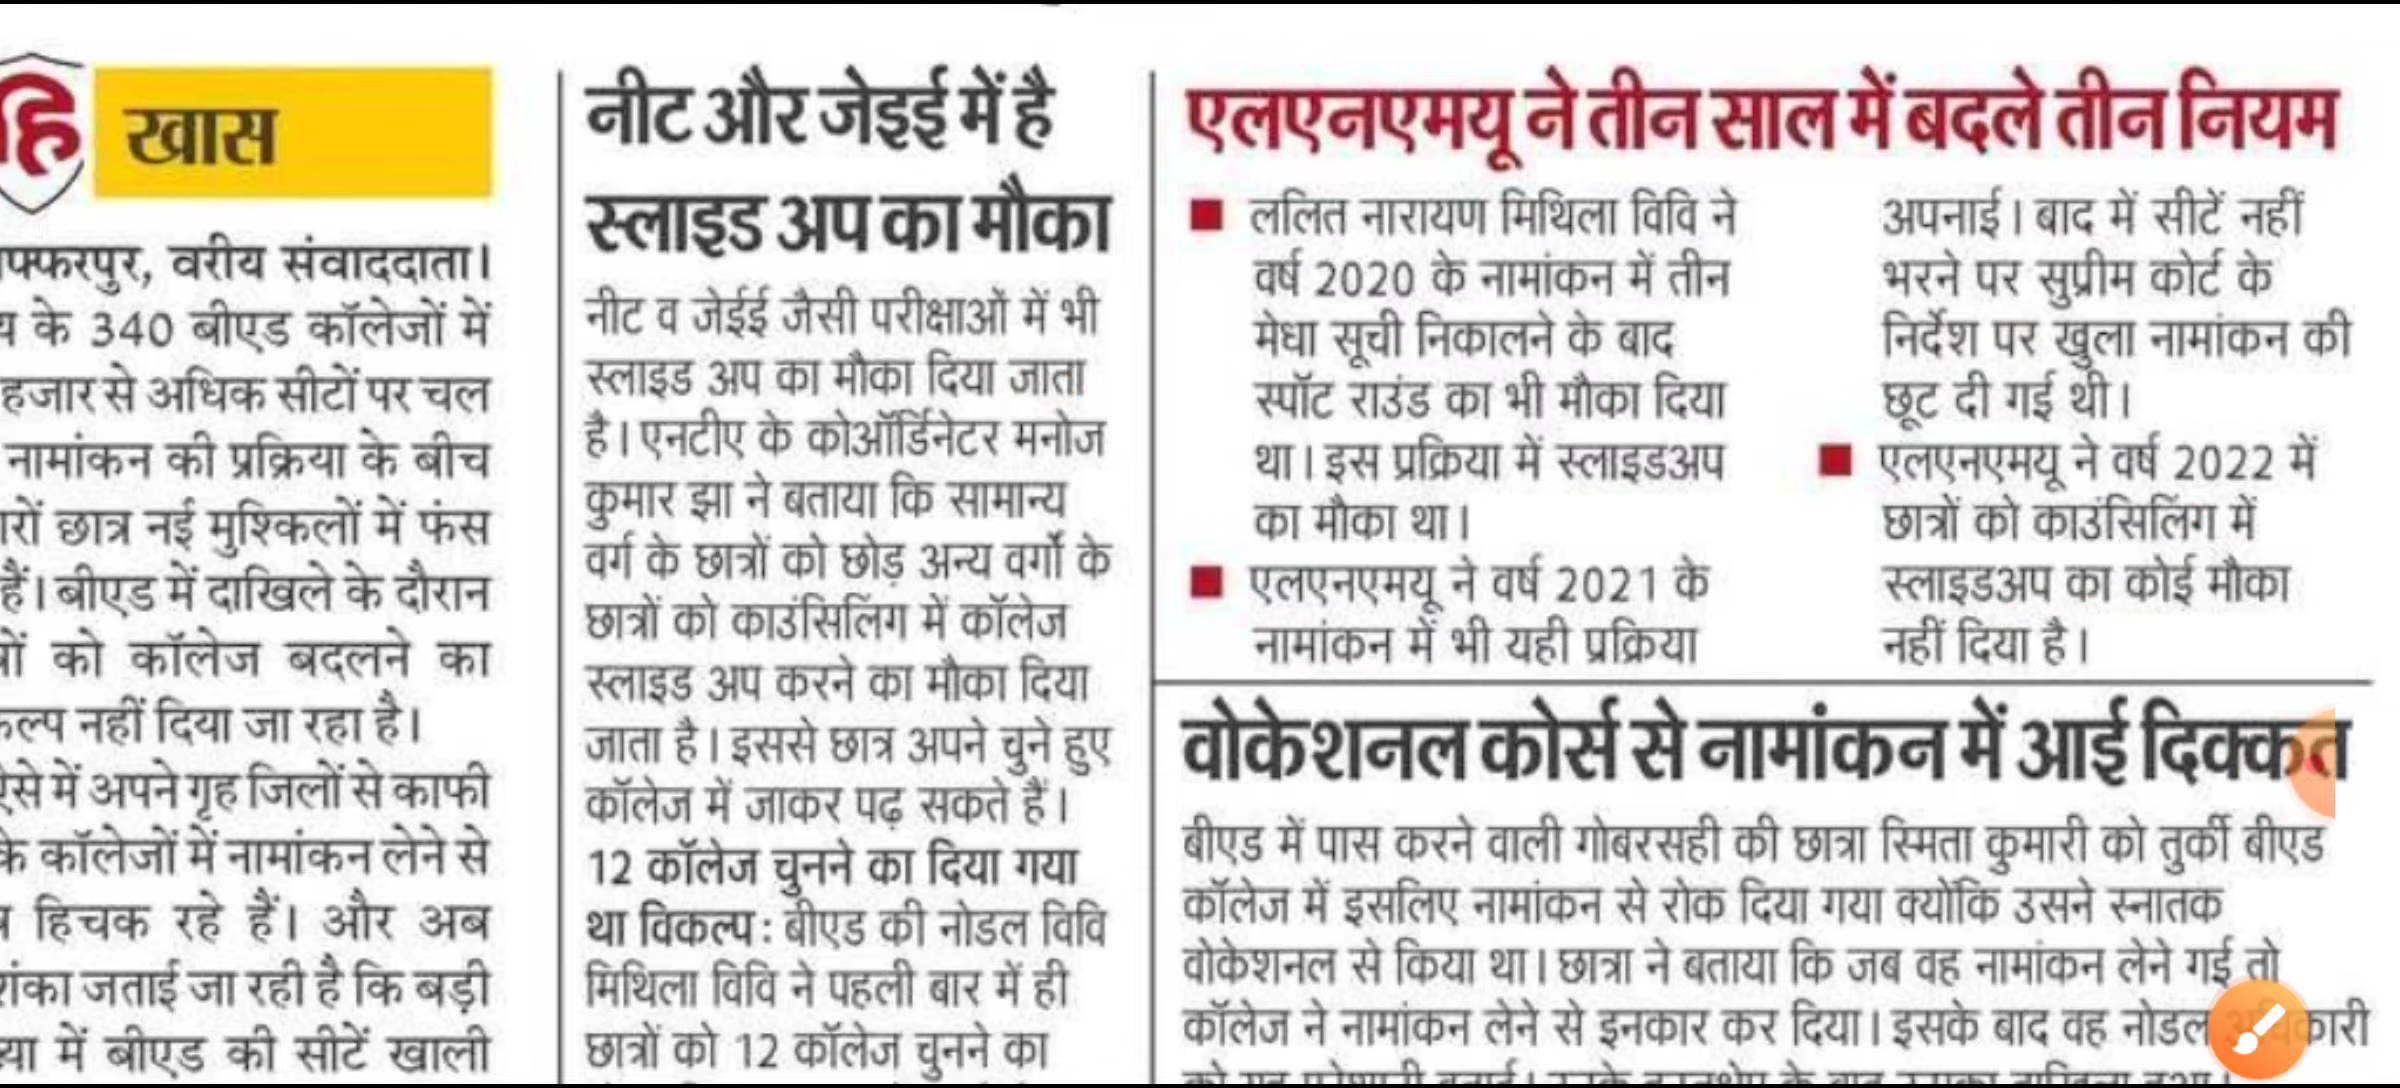 हि
खास
के 340 बीएड कॉलेजों में
हजार से अधिक सीटों पर चल
नामांकन की प्रक्रिया के बीच
छात्र नई मुश्किलों में फंस
हैं। बीएड में दाखिले के दौरान
को कॉलेज बदलने का
नहीं दिया जा रहा है।
में अपने गृह जिलों से काफी
के कॉलेजों में नामांकन लेने से
हिचक रहे हैं। और अब
जताई जा रही है कि बड़ी
में बीएड की सीटें खाली
नीट और जेइई में है
स्लाइड अप का मौका
नीट व जेईई जैसी परीक्षाओं में भी
स्लाइड अप का मौका दिया जाता
है। एनटीए के कोऑर्डिनेटर मनोज
कुमार झा ने बताया कि सामान्य
वर्ग के छात्रों को छोड़ अन्य वर्गों के
छात्रों को काउंसिलिंग में कॉलेज
स्लाइड अप करने का मौका दिया
जाता है। इससे छात्र अपने चुने हुए
कॉलेज में जाकर पढ़ सकते हैं।
12 कॉलेज चुनने का दिया गया
था विकल्प: बीएड की नोडल विवि
मिथिला विवि ने पहली बार में ही
छात्रों को 12 कॉलेज चुनने का
एलएनएमयू ने तीन साल में बदले तीन नियम
ललित नारायण मिथिला विवि ने
वर्ष 2020 के नामांकन में तीन
मेधा सूची निकालने के बाद
स्पॉट राउंड का भी मौका दिया
था। इस प्रक्रिया में स्लाइडअप
का मौका था।
एलएनएमयू ने वर्ष 2021 के
नामांकन में भी यही प्रक्रिया
अपनाई। बाद में सीटें नहीं
भरने पर सुप्रीम कोर्ट के
निर्देश पर खुला नामांकन की
छूट दी गई थी।
एलएनएमयू ने वर्ष 2022 में
छात्रों को काउंसिलिंग में
स्लाइडअप का कोई मौका
नहीं दिया है।
वोकेशनल कोर्स से नामांकन में आई दिक्कत
बीएड में पास करने वाली गोबरसही की छात्रा स्मिता कुमारी को तुर्की बीएड
कॉलेज में इसलिए नामांकन से रोक दिया गया क्योंकि उसने स्नातक
वोकेशनल से किया था। छात्रा ने बताया कि जब वह नामांकन लेने गई तो
कॉलेज ने नामांकन लेने से इनकार कर दिया। इसके बाद वह नोडल